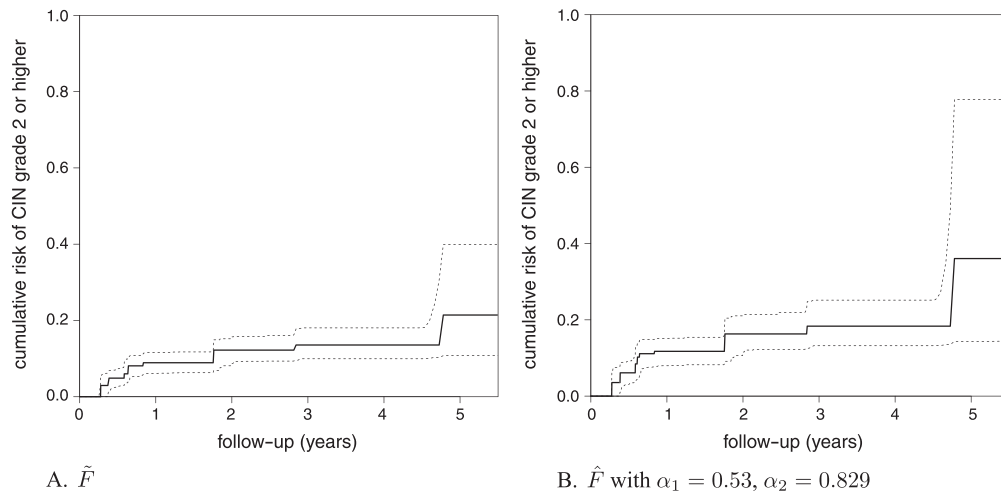 cumulative risk of CIN grade 2 or higher
1.0
0.8
0.6
0.4
0.2
0.0
0 1 2 3 4 5
follow-up (years)
A. F̃
cumulative risk of CIN grade 2 or higher
1.0
0.8
0.6
0.4
0.2
0.0
0 1 2 3 4 5
follow-up (years)
B. F̂ with α₁ = 0.53, α₂ = 0.829